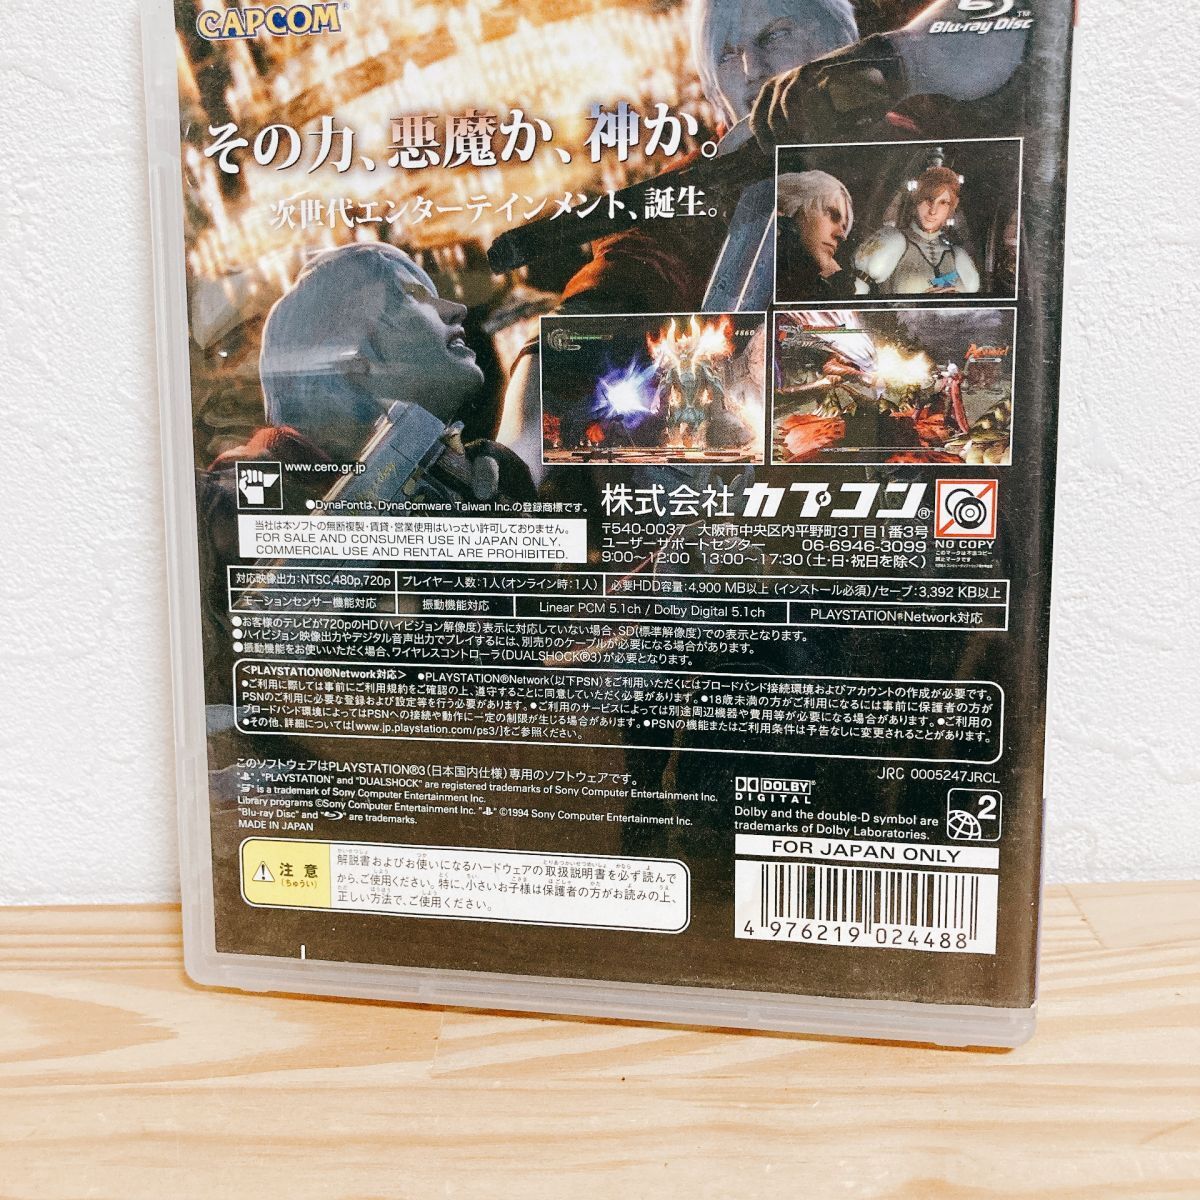 CAPCOM
Blu-ray Disc™
その力、悪魔か、神か。
次世代エンターテインメント、誕生。
4860
www.cero.gr.jp
●DynaFontは、DynaComware Taiwan Inc.の登録商標です。
当社は本ソフトの無断複製・賃貸・営業使用はいっさい許可しておりません。
FOR SALE AND CONSUMER USE IN JAPAN ONLY.
COMMERCIAL USE AND RENTAL ARE PROHIBITED.
株式会社 カプコン®
〒540-0037 大阪市中央区内平野町3丁目1番3号
ユーザーサポートセンター 06-6946-3099
9:00～12:00 13:00～17:30(土・日・祝日を除く)
NO COPY
対応映像出力:NTSC,480p,720p プレイヤー人数:1人(オンライン時:1人) 必要HDD容量:4,900 MB以上 (インストール必須)/セーブ:3,392 KB以上
モーションセンサー機能対応 振動機能対応 Linear PCM 5.1ch / Dolby Digital 5.1ch PLAYSTATION®Network対応
●お客様のテレビが720pのHD(ハイビジョン解像度)表示に対応していない場合、SD(標準解像度)での表示となります。
●ハイビジョン映像出力やデジタル音声出力でプレイするには、別売りのケーブルが必要になる場合があります。
●振動機能をお使いいただく場合、ワイヤレスコントローラ(DUALSHOCK®3)が必要となります。
<PLAYSTATION®Network対応> ●PLAYSTATION®Network(以下PSN)をご利用いただくにはブロードバンド接続環境およびアカウントの作成が必要です。
●ご利用に際しては事前にご利用規約をご確認の上、遵守することに同意していただく必要があります。●18歳未満の方がご利用になるには事前に保護者の方が
PSNのご利用に必要な登録および設定等を行う必要があります。●ご利用のサービスによっては別途周辺機器や費用等が必要になる場合があります。●ご利用の
ブロードバンド環境によってはPSNへの接続や動作に一定の制限が生じる場合があります。●PSNの機能またはご利用条件は予告なしに変更されることがあります。
●その他、詳細については[www.jp.playstation.com/ps3/]をご参照ください。
このソフトウェアはPLAYSTATION®3(日本国内仕様)専用のソフトウェアです。
JRC 0005247JRCL
" ", "PLAYSTATION" and "DUALSHOCK" are registered trademarks of Sony Computer Entertainment Inc.
" " is a trademark of Sony Computer Entertainment Inc.
Library programs ©Sony Computer Entertainment Inc. " " ©1994 Sony Computer Entertainment Inc.
"Blu-ray Disc" and " " are trademarks.
MADE IN JAPAN
DOLBY
DIGITAL
Dolby and the double-D symbol are
trademarks of Dolby Laboratories.
2
FOR JAPAN ONLY
注意
(ちゅうい)
解説書およびお使いになるハードウェアの取扱説明書を必ず読んで
から、ご使用ください。特に、小さいお子様は保護者の方がお読みの上、
正しい方法で、ご使用ください。
4 976219 024488